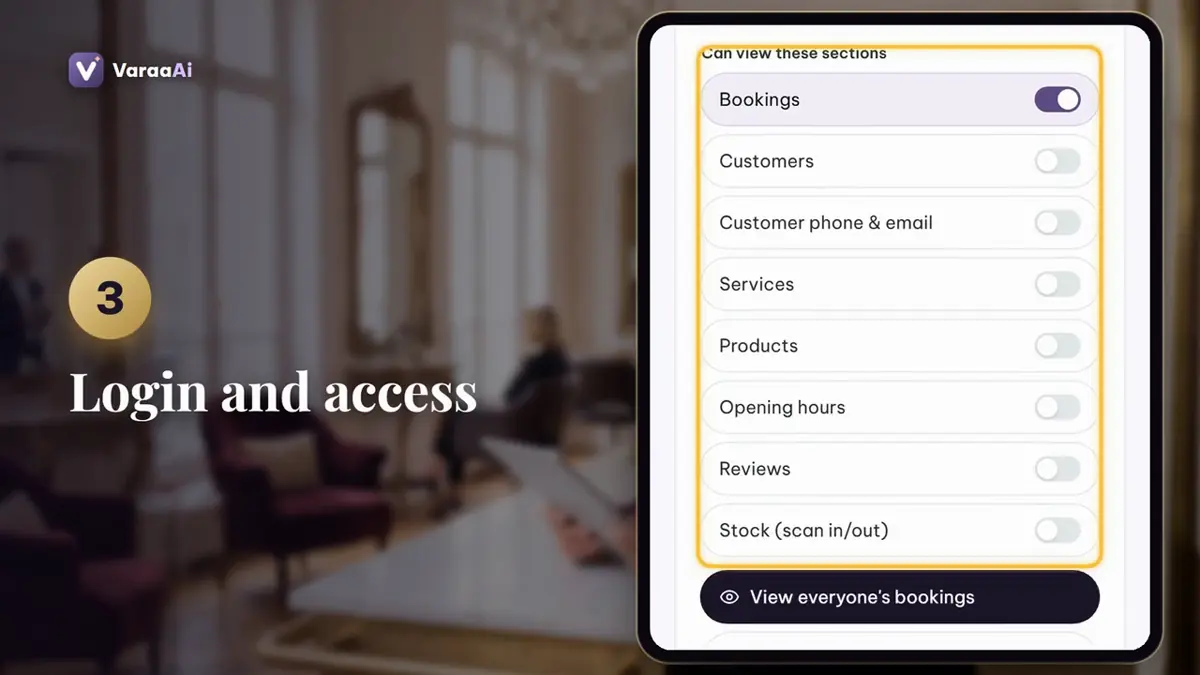 VaraaAi
3
Login and access
Can view these sections
Bookings
Customers
Customer phone & email
Services
Products
Opening hours
Reviews
Stock (scan in/out)
View everyone's bookings